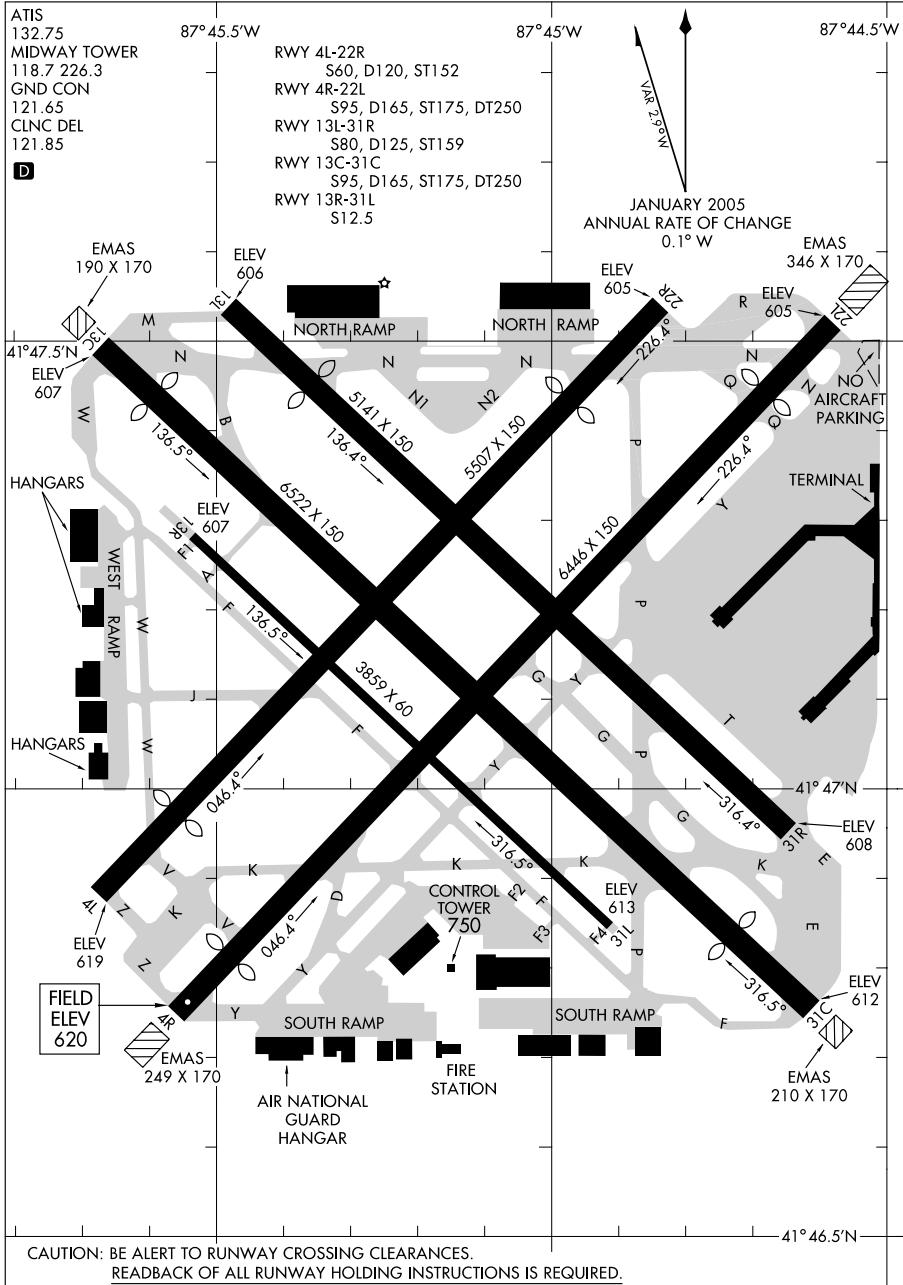 ATIS
132.75
MIDWAY TOWER
118.7 226.3
GND CON
121.65
CLNC DEL
121.85
D
87°45.5'W
87°45'W
87°44.5'W
RWY 4L-22R
S60, D120, ST152
RWY 4R-22L
S95, D165, ST175, DT250
RWY 13L-31R
S80, D125, ST159
RWY 13C-31C
S95, D165, ST175, DT250
RWY 13R-31L
S12.5
VAR 2.9°W
JANUARY 2005
ANNUAL RATE OF CHANGE
0.1° W
EMAS
190 X 170
ELEV
606
ELEV
605
EMAS
346 X 170
ELEV
605
R
13L
22R
22L
NORTH RAMP
NORTH RAMP
M
13C
41°47.5'N
ELEV
607
N
N
N
N
N
N1
N2
226.4°
Q
Q
NO
AIRCRAFT
PARKING
W
B
136.5°
5141 X 150
136.4°
5507 X 150
P
226.4°
Y
HANGARS
6522 X 150
TERMINAL
ELEV
607
13R
F1
A
F
WEST
RAMP
6446 X 150
W
136.5°
P
3859 X 60
J
G
Y
F
G
T
W
HANGARS
Y
P
046.4°
41°47'N
316.4°
G
31R
ELEV
608
E
V
K
K
K
K
316.5°
4L
Z
K
V
D
046.4°
F2
F
ELEV
613
CONTROL
TOWER
750
F3
F4
31L
E
ELEV
619
Z
Y
P
316.5°
ELEV
612
FIELD
ELEV
620
4R
Y
SOUTH RAMP
SOUTH RAMP
F
31C
EMAS
249 X 170
FIRE
STATION
EMAS
210 X 170
AIR NATIONAL
GUARD
HANGAR
41°46.5'N
CAUTION: BE ALERT TO RUNWAY CROSSING CLEARANCES.
READBACK OF ALL RUNWAY HOLDING INSTRUCTIONS IS REQUIRED.